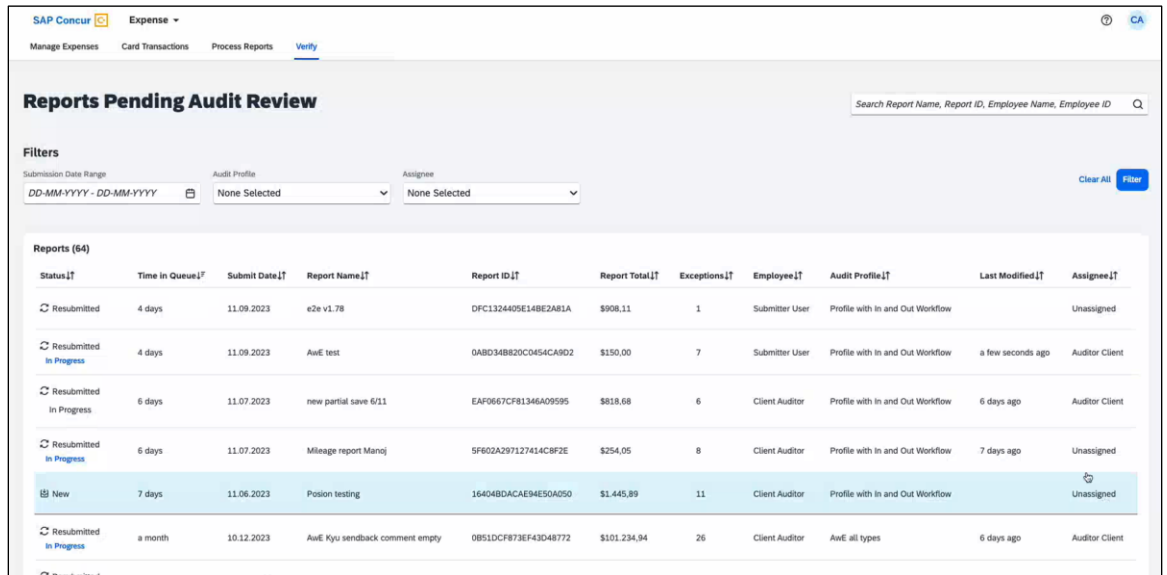 SAP Concur C. Expense
CA
Manage Expenses Card Transactions Process Reports Verify
Reports Pending Audit Review
Search Report Name, Report ID, Employee Name, Employee ID
Filters
Submission Date Range Audit Profile Assignee
DD-MM-YYYY - DD-MM-YYYY None Selected None Selected Clear All Filter
Reports (64)
Status Time in Queue Submit Date Report Name Report ID Report Total Exceptions Employee Audit Profile Last Modified Assignee
Resubmitted 4 days 11.09.2023 e2e v1.78 DFC1324405E14BE2A81A $908,11 1 Submitter User Profile with In and Out Workflow Unassigned
Resubmitted
In Progress
4 days 11.09.2023 AwE test 0ABD34B820C0454CA9D2 $150,00 7 Submitter User Profile with In and Out Workflow a few seconds ago Auditor Client
Resubmitted
In Progress
6 days 11.07.2023 new partial save 6/11 EAF0667CF81346A09595 $818,68 6 Client Auditor Profile with In and Out Workflow 6 days ago Auditor Client
Resubmitted
In Progress
6 days 11.07.2023 Mileage report Manoj 5F602A297127414C8F2E $254,05 8 Client Auditor Profile with In and Out Workflow 7 days ago Unassigned
New 7 days 11.06.2023 Posion testing 16404BDACAE94E50A050 $1.445,89 11 Client Auditor Profile with In and Out Workflow Unassigned
Resubmitted
In Progress
a month 10.12.2023 AwE Kyu sendback comment empty 0B51DCF873EF43D48772 $101.234,94 26 Client Auditor AwE all types 6 days ago Auditor Client